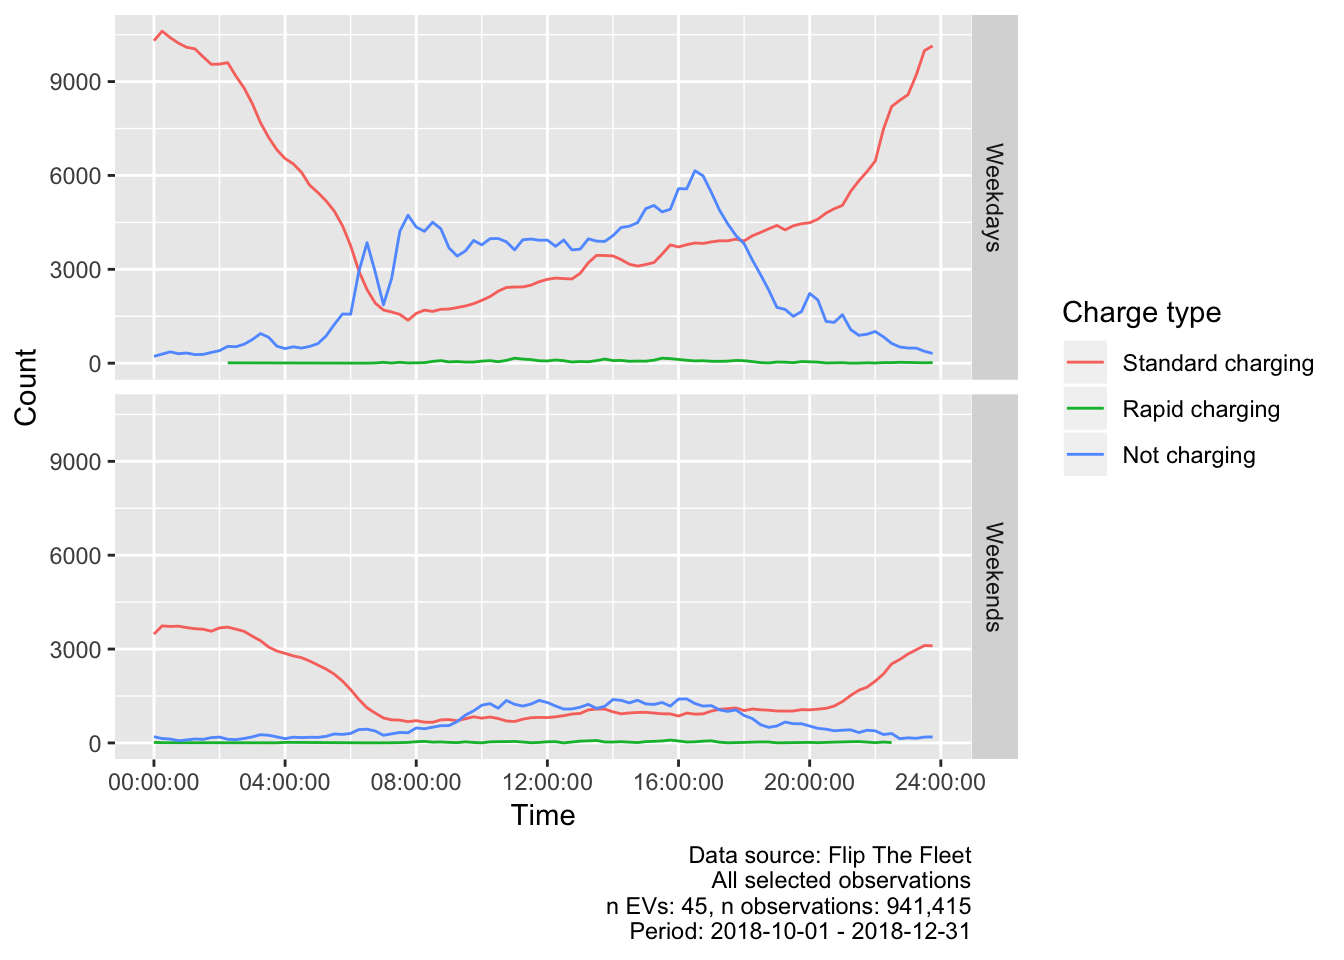 9000
6000
3000
0
Weekdays
9000
6000
3000
0
Weekends
Count
00:00:00 04:00:00 08:00:00 12:00:00 16:00:00 20:00:00 24:00:00
Time
Charge type
Standard charging
Rapid charging
Not charging
Data source: Flip The Fleet
All selected observations
n EVs: 45, n observations: 941,415
Period: 2018-10-01 - 2018-12-31